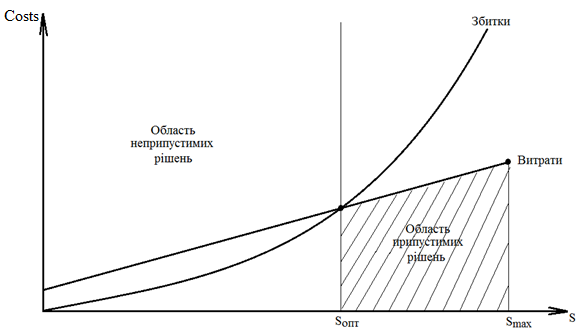 Costs
Збитки
Область
неприпустимих
рішень
Витрати
Область
припустимих
рішень
Sопт
Smax
S